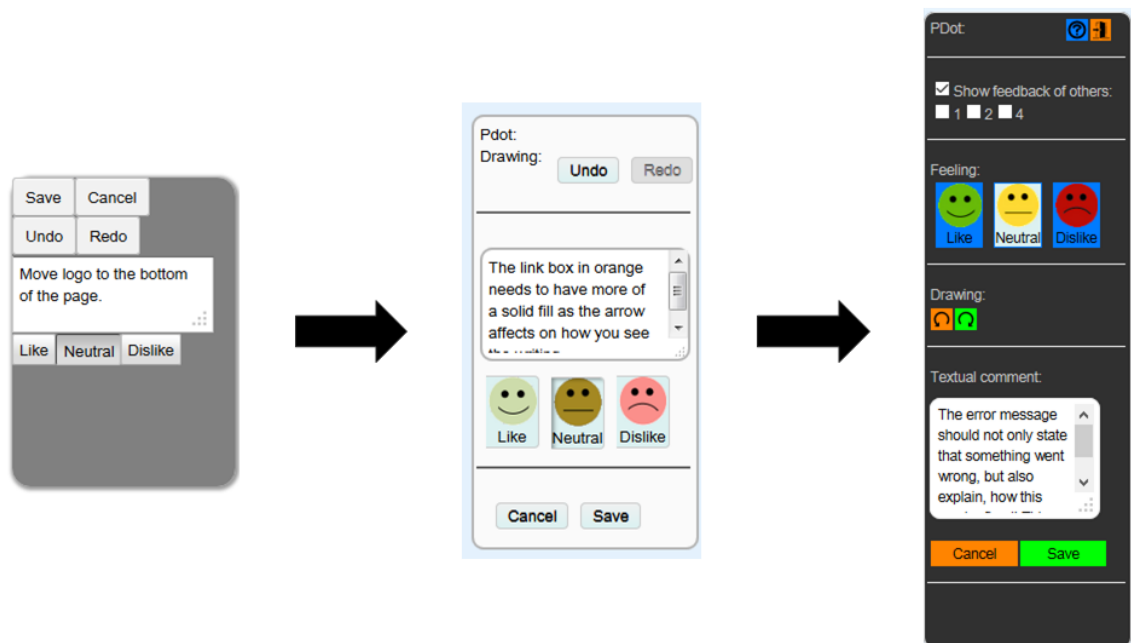 Save Cancel
Undo Redo
Move logo to the bottom
of the page.
Like Neutral Dislike
Pdot:
Drawing:
Undo Redo
The link box in orange
needs to have more of
a solid fill as the arrow
affects on how you see
Like Neutral Dislike
Cancel Save
PDot:
Show feedback of others:
1 2 4
Feeling:
Like Neutral Dislike
Drawing:
Textual comment:
The error message
should not only state
that something went
wrong, but also
explain, how this
Cancel Save